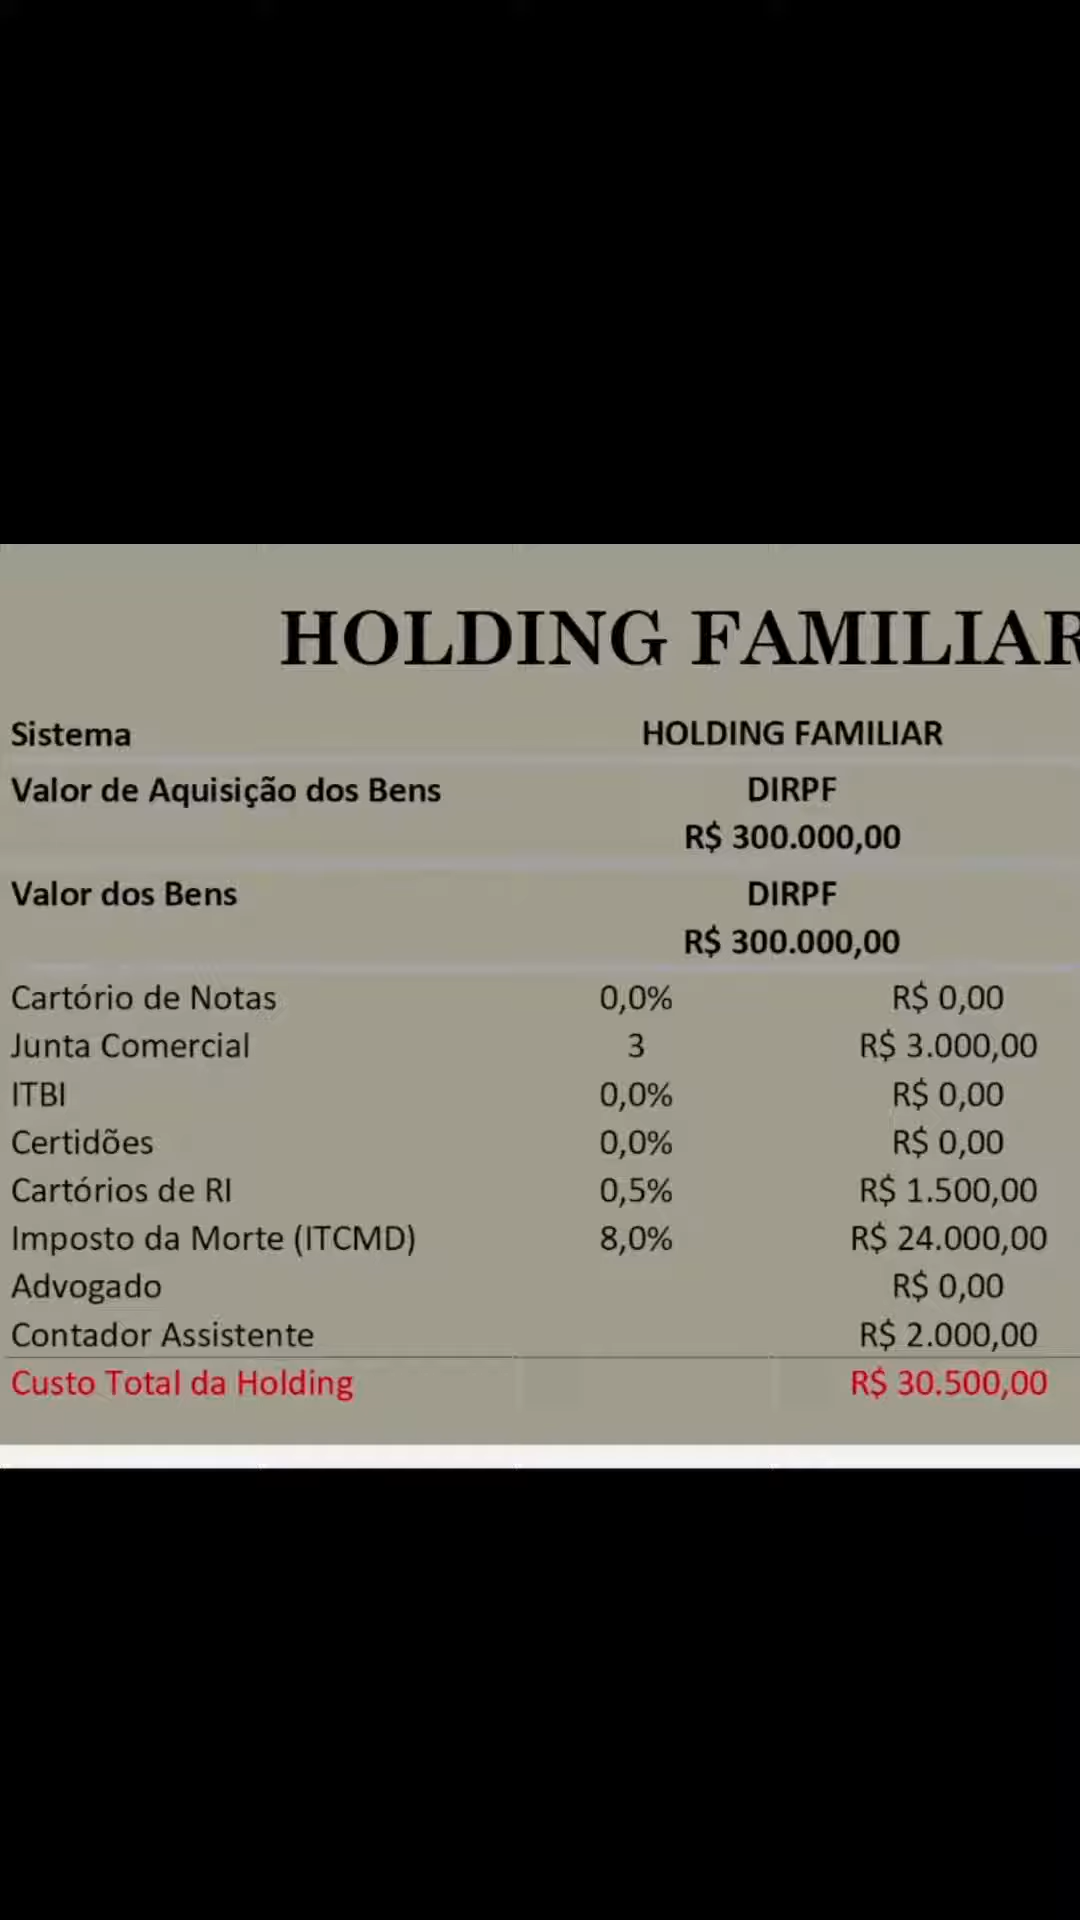 HOLDING FAMILIAR
Sistema HOLDING FAMILIAR
Valor de Aquisição dos Bens DIRPF
R$ 300.000,00
Valor dos Bens DIRPF
R$ 300.000,00
Cartório de Notas 0,0% R$ 0,00
Junta Comercial 3 R$ 3.000,00
ITBI 0,0% R$ 0,00
Certidões 0,0% R$ 0,00
Cartórios de RI 0,5% R$ 1.500,00
Imposto da Morte (ITCMD) 8,0% R$ 24.000,00
Advogado R$ 0,00
Contador Assistente R$ 2.000,00
Custo Total da Holding R$ 30.500,00